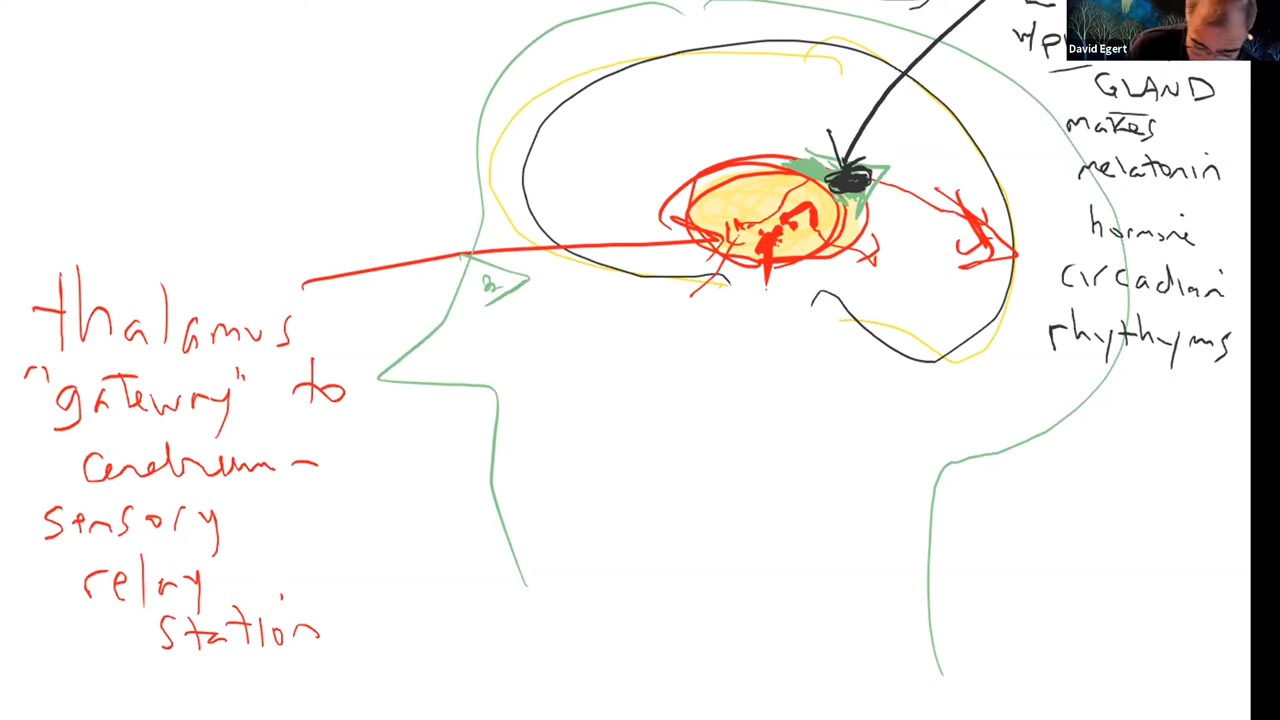 David Egert
w/p
GLAND
makes
melatonin
hormone
circadian
rhythyms
thalamus
"gateway" to
cerebrum -
sensory
relay
station